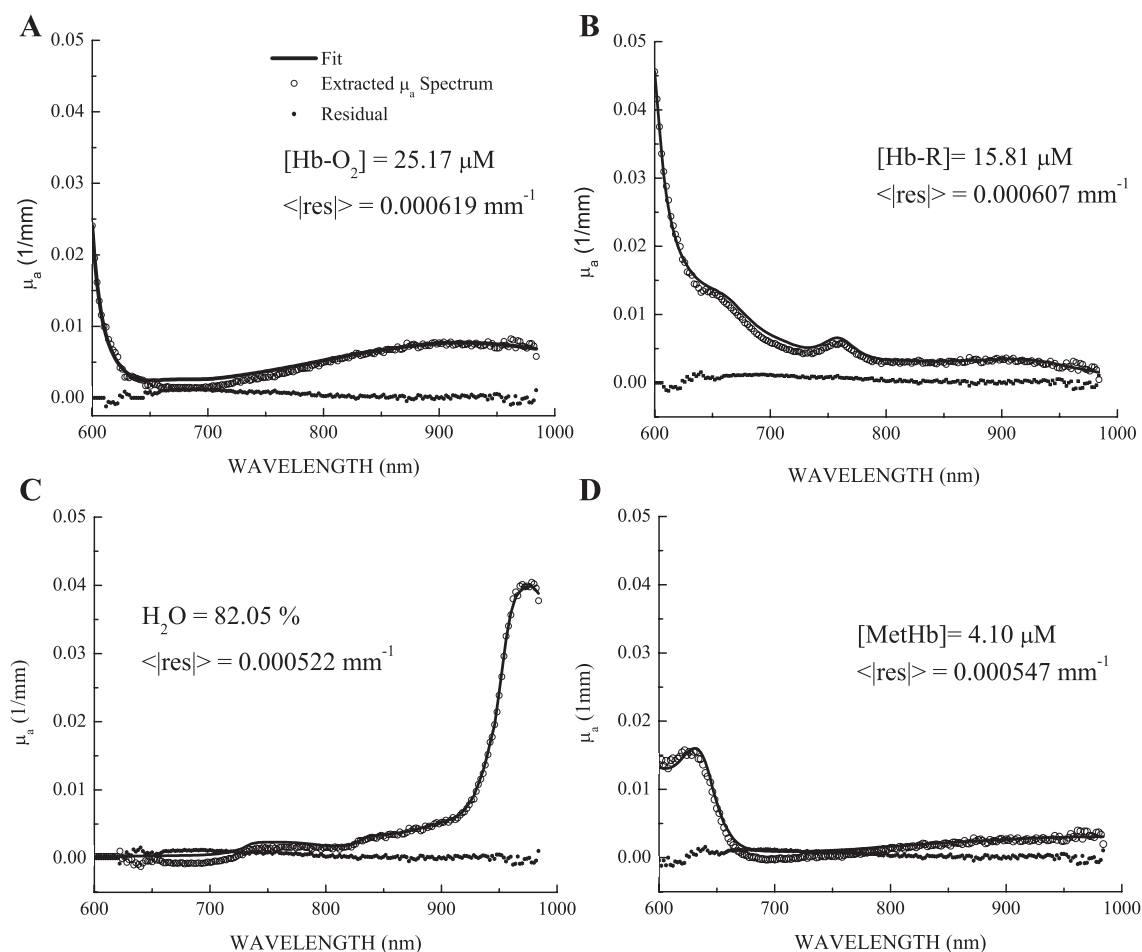 A
0.05
0.04
0.03
0.02
0.01
0.00
μa (1/mm)
Fit
Extracted μa Spectrum
Residual
[Hb-O2] = 25.17 μM
<|res|> = 0.000619 mm-1
600 700 800 900 1000
WAVELENGTH (nm)
B
0.05
0.04
0.03
0.02
0.01
0.00
μa (1/mm)
[Hb-R]= 15.81 μM
<|res|> = 0.000607 mm-1
600 700 800 900 1000
WAVELENGTH (nm)
C
0.05
0.04
0.03
0.02
0.01
0.00
μa (1/mm)
H2O = 82.05 %
<|res|> = 0.000522 mm-1
600 700 800 900 1000
WAVELENGTH (nm)
D
0.05
0.04
0.03
0.02
0.01
0.00
μa (1mm)
[MetHb]= 4.10 μM
<|res|> = 0.000547 mm-1
600 700 800 900 1000
WAVELENGTH (nm)